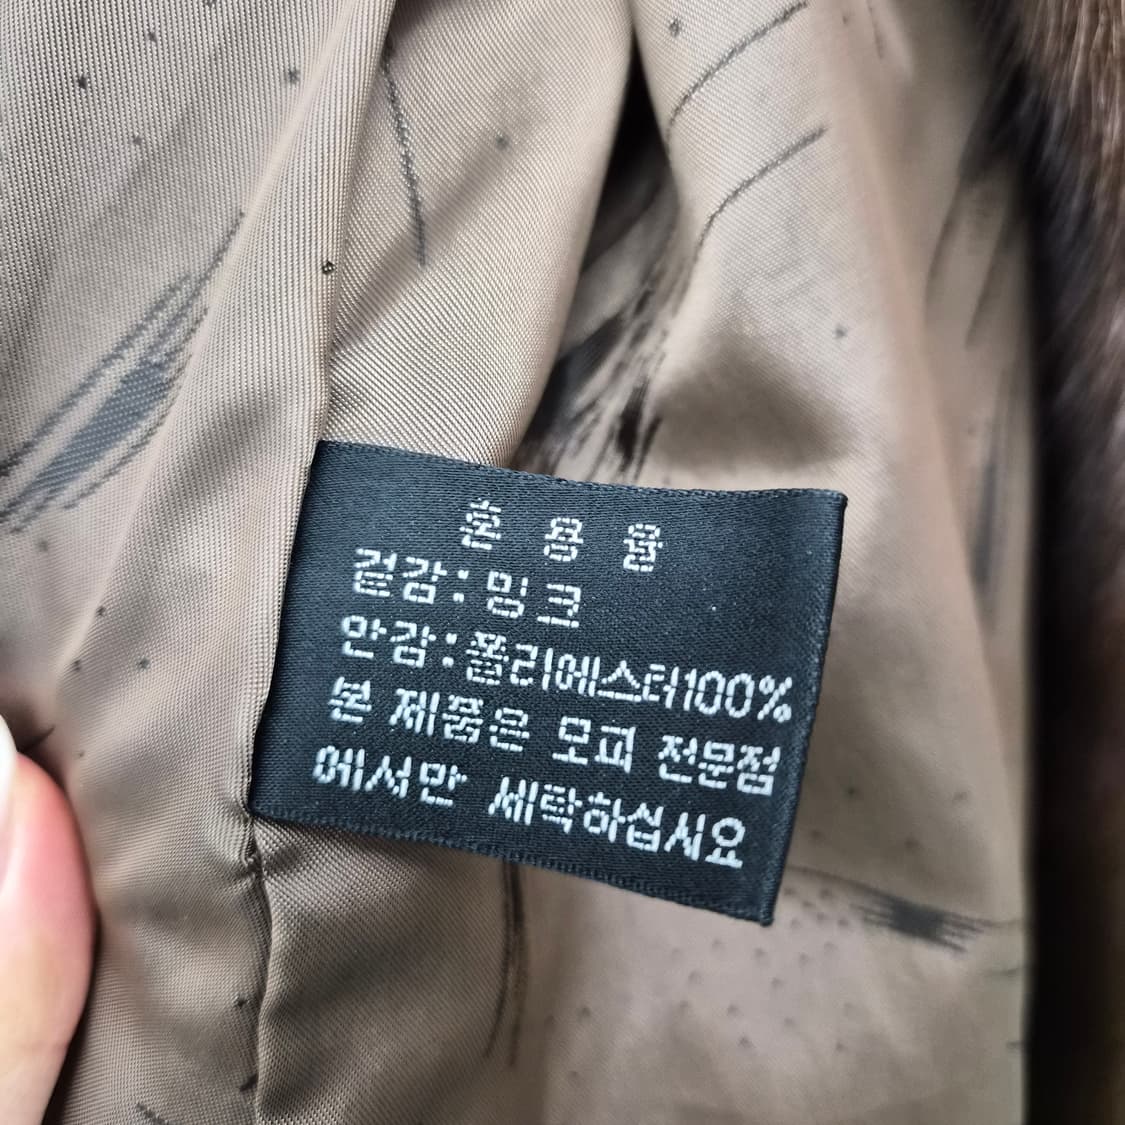 혼 용 율
겉감:밍크
안감:폴리에스터100%
본 제품은 모피 전문점
에서만 세탁하십시요